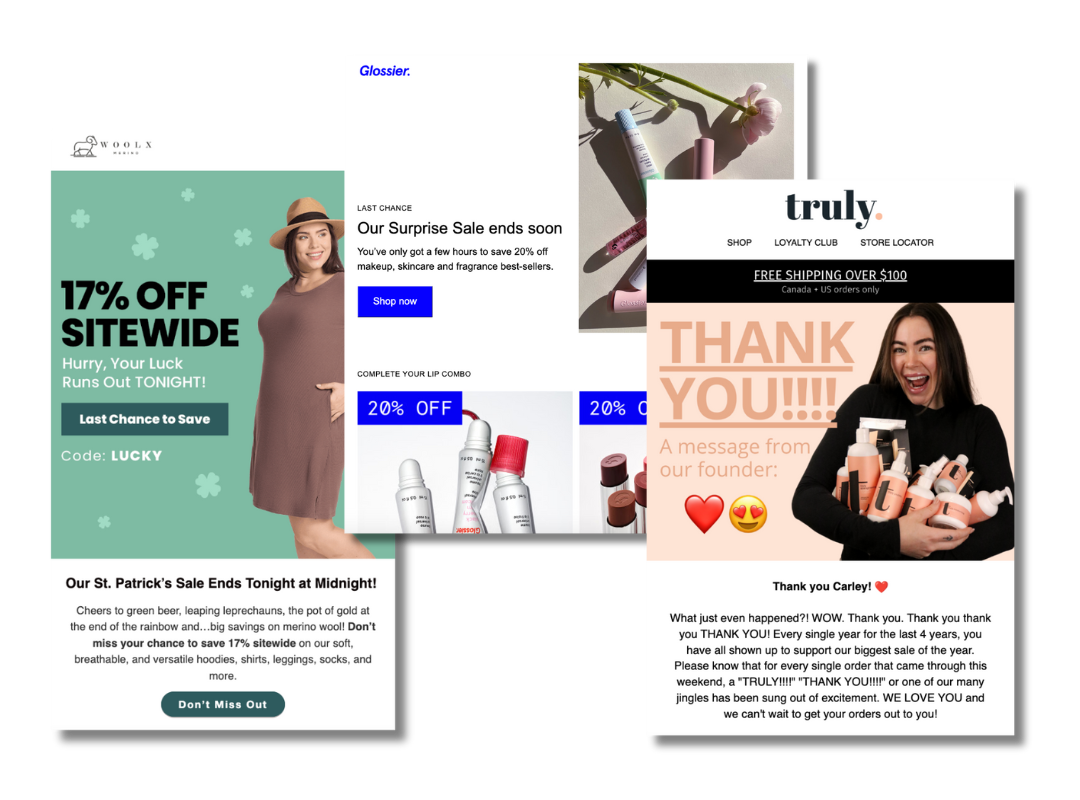 WOOLX
MERINO
17% OFF
SITEWIDE
Hurry, Your Luck
Runs Out TONIGHT!
Last Chance to Save
Code: LUCKY
Our St. Patrick's Sale Ends Tonight at Midnight!
Cheers to green beer, leaping leprechauns, the pot of gold at
the end of the rainbow and…big savings on merino wool! Don't
miss your chance to save 17% sitewide on our soft,
breathable, and versatile hoodies, shirts, leggings, socks, and
more.
Don't Miss Out
Glossier.
LAST CHANCE
Our Surprise Sale ends soon
You've only got a few hours to save 20% off
makeup, skincare and fragrance best-sellers.
Shop now
COMPLETE YOUR LIP COMBO
20% OFF
20% O
Glossier.
truly.
SHOP LOYALTY CLUB STORE LOCATOR
FREE SHIPPING OVER $100
Canada + US orders only
THANK
YOU!!!!
A message from
our founder:
t
t
Thank you Carley! ❤️
What just even happened?! WOW. Thank you. Thank you thank
you THANK YOU! Every single year for the last 4 years, you
have all shown up to support our biggest sale of the year.
Please know that for every single order that came through this
weekend, a "TRULY!!!!" "THANK YOU!!!!" or one of our many
jingles has been sung out of excitement. WE LOVE YOU and
we can't wait to get your orders out to you!